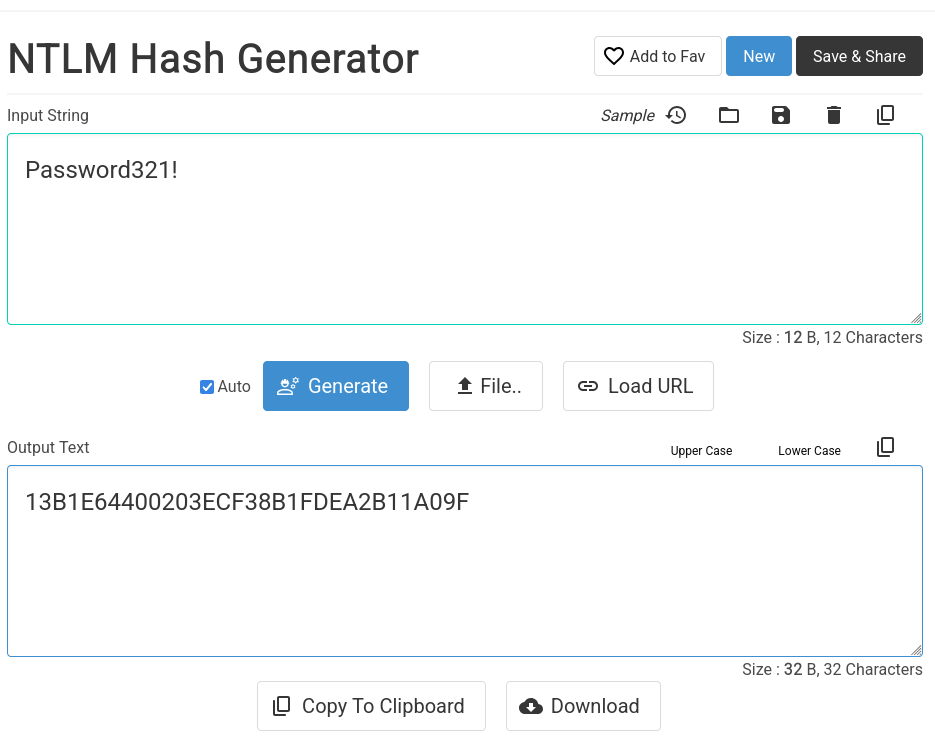 NTLM Hash Generator
Add to Fav
New
Save & Share
Input String
Sample
Password321!
Size : 12 B, 12 Characters
Auto
Generate
File..
Load URL
Output Text
Upper Case
Lower Case
13B1E64400203ECF38B1FDEA2B11A09F
Size : 32 B, 32 Characters
Copy To Clipboard
Download